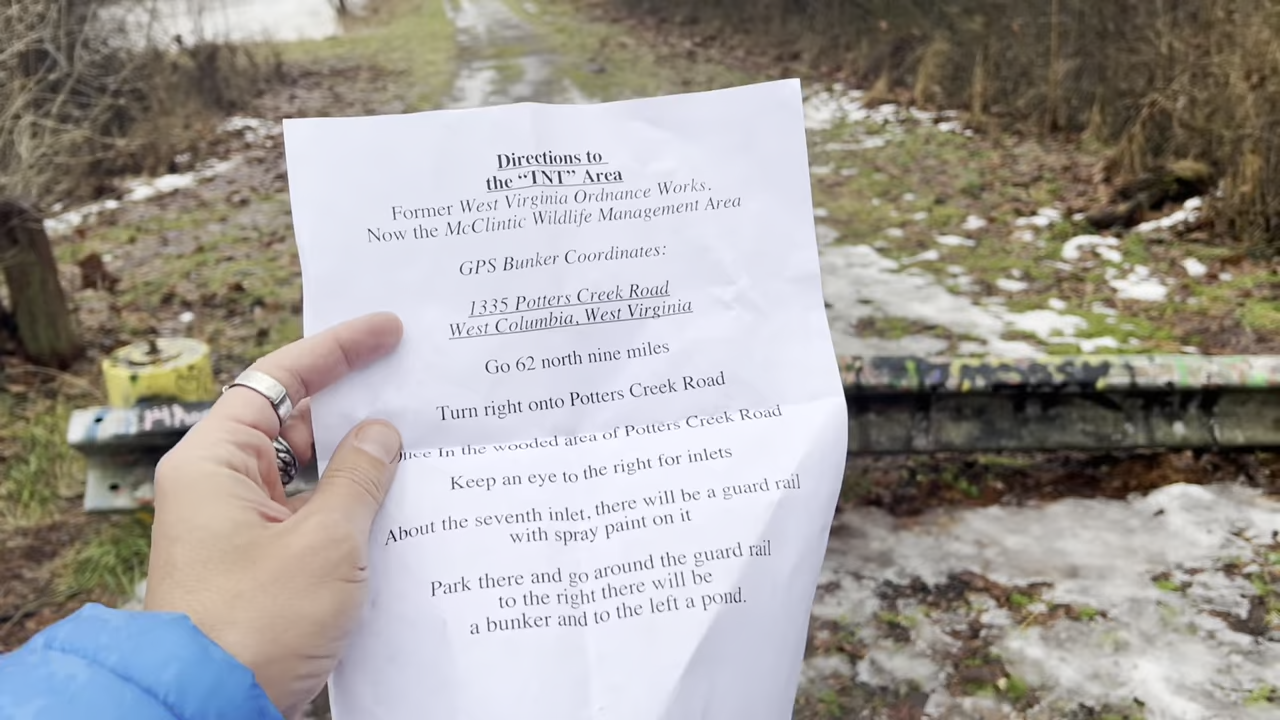 Directions to
the “TNT” Area
Former West Virginia Ordnance Works.
Now the McClintic Wildlife Management Area
GPS Bunker Coordinates:
1335 Potters Creek Road
West Columbia, West Virginia
Go 62 north nine miles
Turn right onto Potters Creek Road
Once In the wooded area of Potters Creek Road
Keep an eye to the right for inlets
About the seventh inlet, there will be a guard rail
with spray paint on it
Park there and go around the guard rail
to the right there will be
a bunker and to the left a pond.